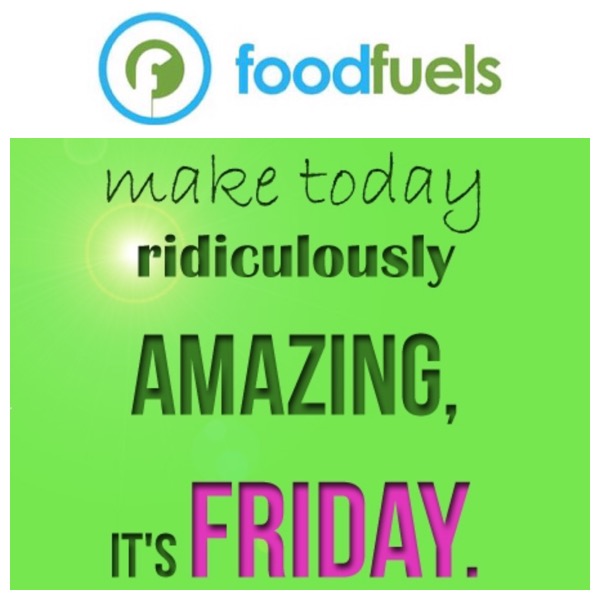 foodfuels
make today
ridiculously
AMAZING,
IT'S FRIDAY.